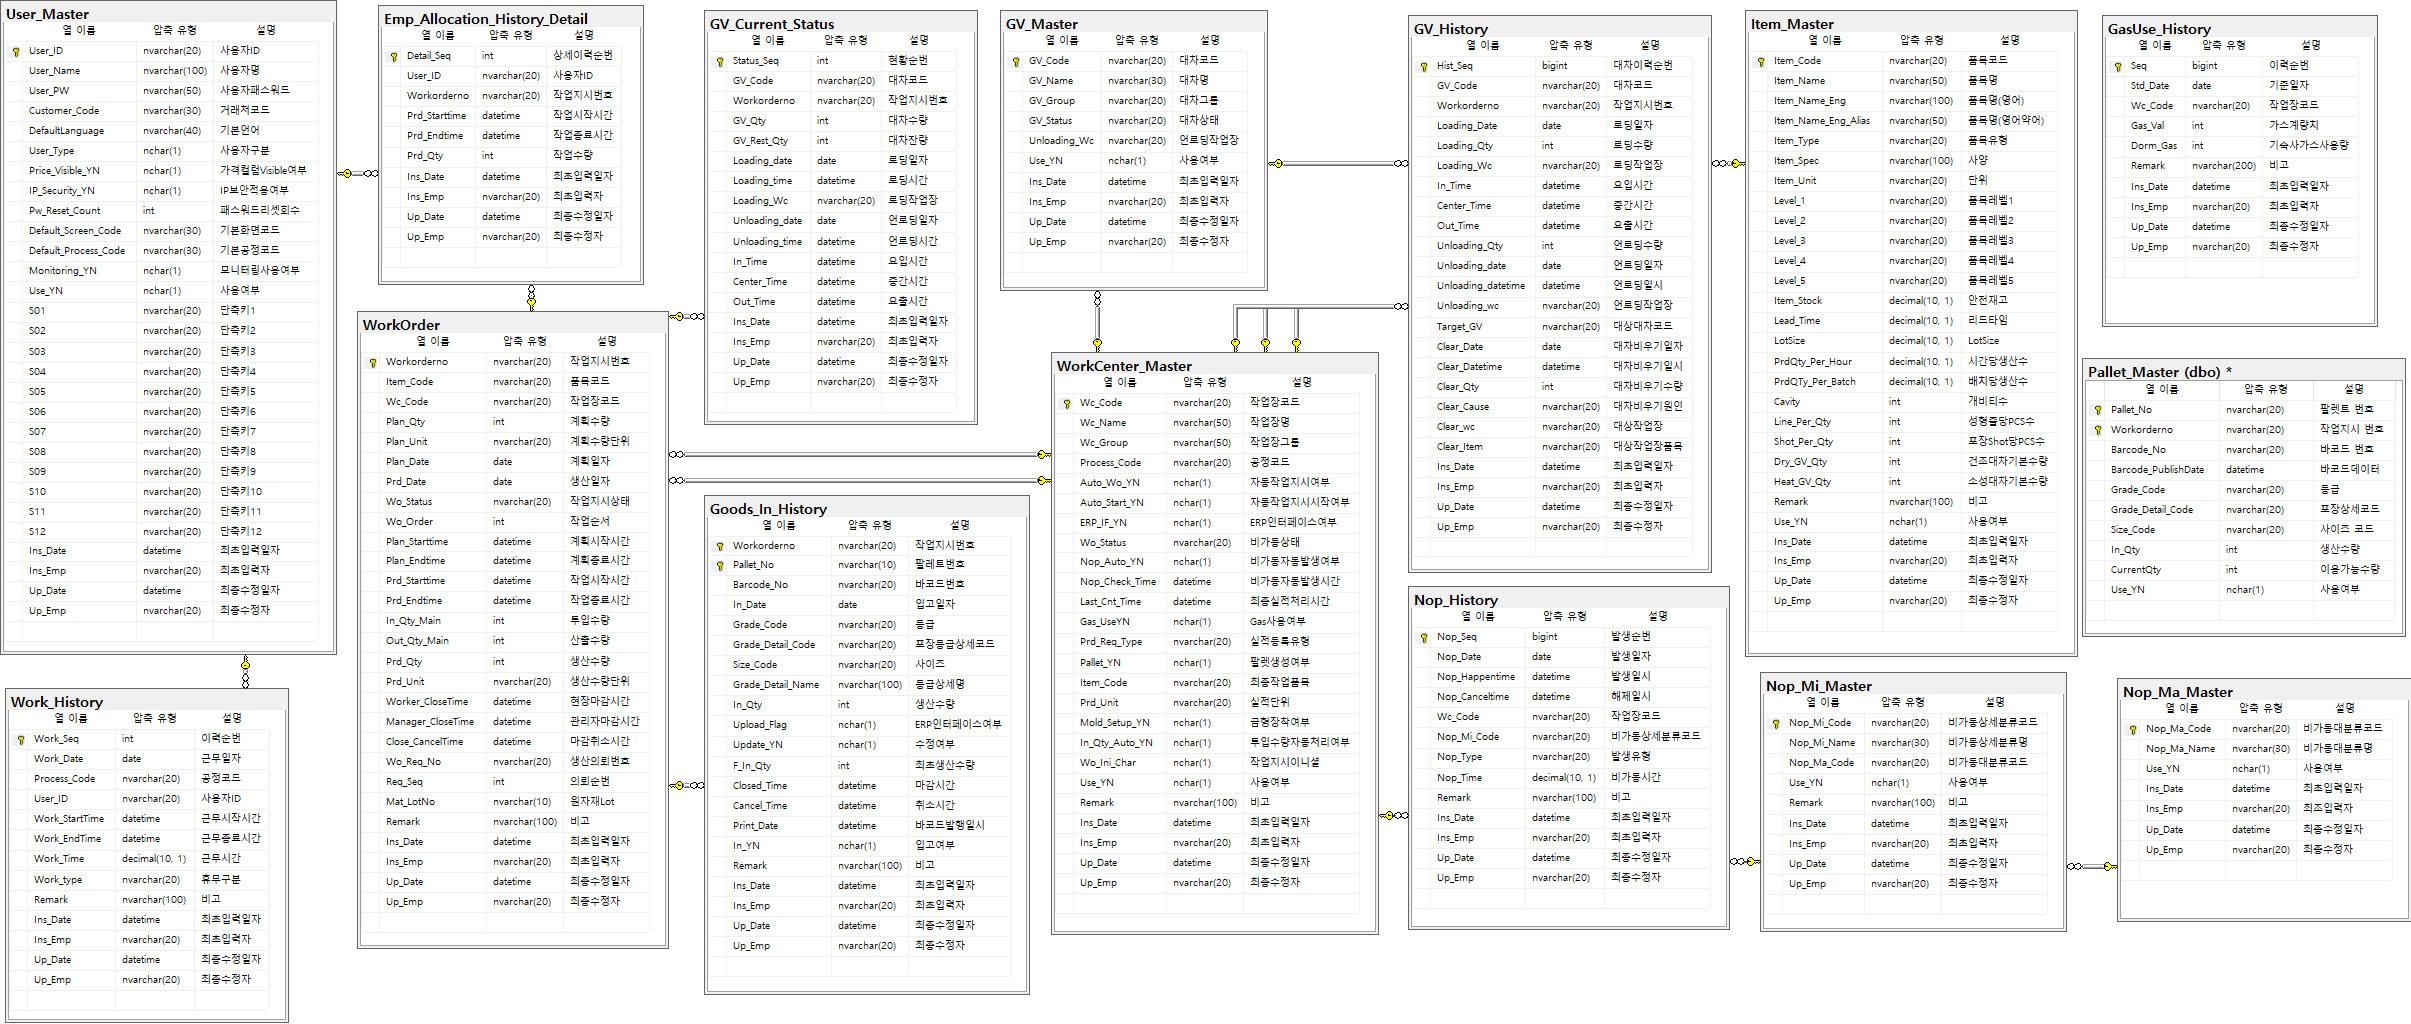 User_Master
열 이름 압축 유형 설명
User_ID nvarchar(20) 사용자ID
User_Name nvarchar(100) 사용자명
User_PW nvarchar(50) 사용자패스워드
Customer_Code nvarchar(30) 거래처코드
DefaultLanguage nvarchar(40) 기본언어
User_Type nchar(1) 사용자구분
Price_Visible_YN nchar(1) 가격컬럼Visible여부
IP_Security_YN nchar(1) IP보안적용여부
Pw_Reset_Count int 패스워드리셋회수
Default_Screen_Code nvarchar(30) 기본화면코드
Default_Process_Code nvarchar(30) 기본공정코드
Monitoring_YN nchar(1) 모니터링사용여부
Use_YN nchar(1) 사용여부
S01 nvarchar(20) 단축키1
S02 nvarchar(20) 단축키2
S03 nvarchar(20) 단축키3
S04 nvarchar(20) 단축키4
S05 nvarchar(20) 단축키5
S06 nvarchar(20) 단축키6
S07 nvarchar(20) 단축키7
S08 nvarchar(20) 단축키8
S09 nvarchar(20) 단축키9
S10 nvarchar(20) 단축키10
S11 nvarchar(20) 단축키11
S12 nvarchar(20) 단축키12
Ins_Date datetime 최초입력일자
Ins_Emp nvarchar(20) 최초입력자
Up_Date datetime 최종수정일자
Up_Emp nvarchar(20) 최종수정자
Work_History
열 이름 압축 유형 설명
Work_Seq int 이력순번
Work_Date date 근무일자
Process_Code nvarchar(20) 공정코드
User_ID nvarchar(20) 사용자ID
Work_StartTime datetime 근무시작시간
Work_EndTime datetime 근무종료시간
Work_Time decimal(10, 1) 근무시간
Work_type nvarchar(20) 휴무구분
Remark nvarchar(100) 비고
Ins_Date datetime 최초입력일자
Ins_Emp nvarchar(20) 최초입력자
Up_Date datetime 최종수정일자
Up_Emp nvarchar(20) 최종수정자
Emp_Allocation_History_Detail
열 이름 압축 유형 설명
Detail_Seq int 상세이력순번
User_ID nvarchar(20) 사용자ID
Workorderno nvarchar(20) 작업지시번호
Prd_Starttime datetime 작업시작시간
Prd_Endtime datetime 작업종료시간
Prd_Qty int 작업수량
Ins_Date datetime 최초입력일자
Ins_Emp nvarchar(20) 최초입력자
Up_Date datetime 최종수정일자
Up_Emp nvarchar(20) 최종수정자
WorkOrder
열 이름 압축 유형 설명
Workorderno nvarchar(20) 작업지시번호
Item_Code nvarchar(20) 품목코드
Wc_Code nvarchar(20) 작업장코드
Plan_Qty int 계획수량
Plan_Unit nvarchar(20) 계획수량단위
Plan_Date date 계획일자
Prd_Date date 생산일자
Wo_Status nvarchar(20) 작업지시상태
Wo_Order int 작업순서
Plan_Starttime datetime 계획시작시간
Plan_Endtime datetime 계획종료시간
Prd_Starttime datetime 작업시작시간
Prd_Endtime datetime 작업종료시간
In_Qty_Main int 투입수량
Out_Qty_Main int 산출수량
Prd_Qty int 생산수량
Prd_Unit nvarchar(20) 생산수량단위
Worker_CloseTime datetime 현장마감시간
Manager_CloseTime datetime 관리자마감시간
Close_CancelTime datetime 마감취소시간
Wo_Req_No nvarchar(20) 생산의뢰번호
Req_Seq int 의뢰순번
Mat_LotNo nvarchar(10) 원자재Lot
Remark nvarchar(100) 비고
Ins_Date datetime 최초입력일자
Ins_Emp nvarchar(20) 최초입력자
Up_Date datetime 최종수정일자
Up_Emp nvarchar(20) 최종수정자
GV_Current_Status
열 이름 압축 유형 설명
Status_Seq int 현황순번
GV_Code nvarchar(20) 대차코드
Workorderno nvarchar(20) 작업지시번호
GV_Qty int 대차수량
GV_Rest_Qty int 대차잔량
Loading_date date 로딩일자
Loading_time datetime 로딩시간
Loading_Wc nvarchar(20) 로딩작업장
Unloading_date date 언로딩일자
Unloading_time datetime 언로딩시간
In_Time datetime 요입시간
Center_Time datetime 중간시간
Out_Time datetime 요출시간
Ins_Date datetime 최초입력일자
Ins_Emp nvarchar(20) 최초입력자
Up_Date datetime 최종수정일자
Up_Emp nvarchar(20) 최종수정자
Goods_In_History
열 이름 압축 유형 설명
Workorderno nvarchar(20) 작업지시번호
Pallet_No nvarchar(10) 팔레트번호
Barcode_No nvarchar(20) 바코드번호
In_Date date 입고일자
Grade_Code nvarchar(20) 등급
Grade_Detail_Code nvarchar(20) 포장등급상세코드
Size_Code nvarchar(20) 사이즈
Grade_Detail_Name nvarchar(100) 등급상세명
In_Qty int 생산수량
Upload_Flag nchar(1) ERP인터페이스여부
Update_YN nchar(1) 수정여부
F_In_Qty int 최초생산수량
Closed_Time datetime 마감시간
Cancel_Time datetime 취소시간
Print_Date datetime 바코드발행일시
In_YN nchar(1) 입고여부
Remark nvarchar(100) 비고
Ins_Date datetime 최초입력일자
Ins_Emp nvarchar(20) 최초입력자
Up_Date datetime 최종수정일자
Up_Emp nvarchar(20) 최종수정자
GV_Master
열 이름 압축 유형 설명
GV_Code nvarchar(20) 대차코드
GV_Name nvarchar(30) 대차명
GV_Group nvarchar(20) 대차그룹
GV_Status nvarchar(20) 대차상태
Unloading_Wc nvarchar(20) 언로딩작업장
Use_YN nchar(1) 사용여부
Ins_Date datetime 최초입력일자
Ins_Emp nvarchar(20) 최초입력자
Up_Date datetime 최종수정일자
Up_Emp nvarchar(20) 최종수정자
WorkCenter_Master
열 이름 압축 유형 설명
Wc_Code nvarchar(20) 작업장코드
Wc_Name nvarchar(50) 작업장명
Wc_Group nvarchar(50) 작업장그룹
Process_Code nvarchar(20) 공정코드
Auto_Wo_YN nchar(1) 자동작업지시여부
Auto_Start_YN nchar(1) 자동작업지시시작여부
ERP_IF_YN nchar(1) ERP인터페이스여부
Wo_Status nvarchar(20) 비가동상태
Nop_Auto_YN nchar(1) 비가동자동발생여부
Nop_Check_Time datetime 비가동자동발생시간
Last_Cnt_Time datetime 최종실적처리시간
Gas_UseYN nchar(1) Gas사용여부
Prd_Req_Type nvarchar(20) 실적등록유형
Pallet_YN nchar(1) 팔렛생성여부
Item_Code nvarchar(20) 최종작업품목
Prd_Unit nvarchar(20) 실적단위
Mold_Setup_YN nchar(1) 금형장착여부
In_Qty_Auto_YN nchar(1) 투입수량자동처리여부
Wo_Ini_Char nvarchar(1) 작업지시이니셜
Use_YN nchar(1) 사용여부
Remark nvarchar(100) 비고
Ins_Date datetime 최초입력일자
Ins_Emp nvarchar(20) 최초입력자
Up_Date datetime 최종수정일자
Up_Emp nvarchar(20) 최종수정자
GV_History
열 이름 압축 유형 설명
Hist_Seq bigint 대차이력순번
GV_Code nvarchar(20) 대차코드
Workorderno nvarchar(20) 작업지시번호
Loading_Date date 로딩일자
Loading_Qty int 로딩수량
Loading_Wc nvarchar(20) 로딩작업장
In_Time datetime 요입시간
Center_Time datetime 중간시간
Out_Time datetime 요출시간
Unloading_Qty int 언로딩수량
Unloading_date date 언로딩일자
Unloading_datetime datetime 언로딩일시
Unloading_wc nvarchar(20) 언로딩작업장
Target_GV nvarchar(20) 대상대차코드
Clear_Date date 대차비우기일자
Clear_Datetime datetime 대차비우기일시
Clear_Qty int 대차비우기수량
Clear_Cause nvarchar(20) 대차비우기원인
Clear_wc nvarchar(20) 대상작업장
Clear_Item nvarchar(20) 대상작업장품목
Ins_Date datetime 최초입력일자
Ins_Emp nvarchar(20) 최초입력자
Up_Date datetime 최종수정일자
Up_Emp nvarchar(20) 최종수정자
Nop_History
열 이름 압축 유형 설명
Nop_Seq bigint 발생순번
Nop_Date date 발생일자
Nop_Happentime datetime 발생일시
Nop_Canceltime datetime 해제일시
Wc_Code nvarchar(20) 작업장코드
Nop_Mi_Code nvarchar(20) 비가동상세분류코드
Nop_Type nvarchar(20) 발생유형
Nop_Time decimal(10, 1) 비가동시간
Remark nvarchar(100) 비고
Ins_Date datetime 최초입력일자
Ins_Emp nvarchar(20) 최초입력자
Up_Date datetime 최종수정일자
Up_Emp nvarchar(20) 최종수정자
Item_Master
열 이름 압축 유형 설명
Item_Code nvarchar(20) 품목코드
Item_Name nvarchar(50) 품목명
Item_Name_Eng nvarchar(100) 품목명(영어)
Item_Name_Eng_Alias nvarchar(50) 품목명(영어약어)
Item_Type nvarchar(20) 품목유형
Item_Spec nvarchar(100) 사양
Item_Unit nvarchar(20) 단위
Level_1 nvarchar(20) 품목레벨1
Level_2 nvarchar(20) 품목레벨2
Level_3 nvarchar(20) 품목레벨3
Level_4 nvarchar(20) 품목레벨4
Level_5 nvarchar(20) 품목레벨5
Item_Stock decimal(10, 1) 안전재고
Lead_Time decimal(10, 1) 리드타임
LotSize decimal(10, 1) LotSize
PrdQty_Per_Hour decimal(10, 1) 시간당생산수
PrdQTy_Per_Batch decimal(10, 1) 배치당생산수
Cavity int 개비티수
Line_Per_Qty int 성형줄당PCS수
Shot_Per_Qty int 포장Shot당PCS수
Dry_GV_Qty int 건조대차기본수량
Heat_GV_Qty int 소성대차기본수량
Remark nvarchar(100) 비고
Use_YN nchar(1) 사용여부
Ins_Date datetime 최초입력일자
Ins_Emp nvarchar(20) 최초입력자
Up_Date datetime 최종수정일자
Up_Emp nvarchar(20) 최종수정자
Nop_Mi_Master
열 이름 압축 유형 설명
Nop_Mi_Code nvarchar(20) 비가동상세분류코드
Nop_Mi_Name nvarchar(30) 비가동상세분류명
Nop_Ma_Code nvarchar(20) 비가동대분류코드
Use_YN nchar(1) 사용여부
Remark nvarchar(100) 비고
Ins_Date datetime 최초입력일자
Ins_Emp nvarchar(20) 최초입력자
Up_Date datetime 최종수정일자
Up_Emp nvarchar(20) 최종수정자
GasUse_History
열 이름 압축 유형 설명
Seq bigint 이력순번
Std_Date date 기준일자
Wc_Code nvarchar(20) 작업장코드
Gas_Val int 가스계량치
Dorm_Gas int 기숙사가스사용량
Remark nvarchar(200) 비고
Ins_Date datetime 최초입력일자
Ins_Emp nvarchar(20) 최초입력자
Up_Date datetime 최종수정일자
Up_Emp nvarchar(20) 최종수정자
Pallet_Master (dbo) *
열 이름 압축 유형 설명
Pallet_No nvarchar(20) 팔렛트 번호
Workorderno nvarchar(20) 작업지시 번호
Barcode_No nvarchar(20) 바코드 번호
Barcode_PublishDate datetime 바코드데이터
Grade_Code nvarchar(20) 등급
Grade_Detail_Code nvarchar(20) 포장상세코드
Size_Code nvarchar(20) 사이즈 코드
In_Qty int 생산수량
CurrentQty int 이용가능수량
Use_YN nchar(1) 사용여부
Nop_Ma_Master
열 이름 압축 유형 설명
Nop_Ma_Code nvarchar(20) 비가동대분류코드
Nop_Ma_Name nvarchar(30) 비가동대분류명
Use_YN nchar(1) 사용여부
Ins_Date datetime 최초입력일자
Ins_Emp nvarchar(20) 최초입력자
Up_Date datetime 최종수정일자
Up_Emp nvarchar(20) 최종수정자